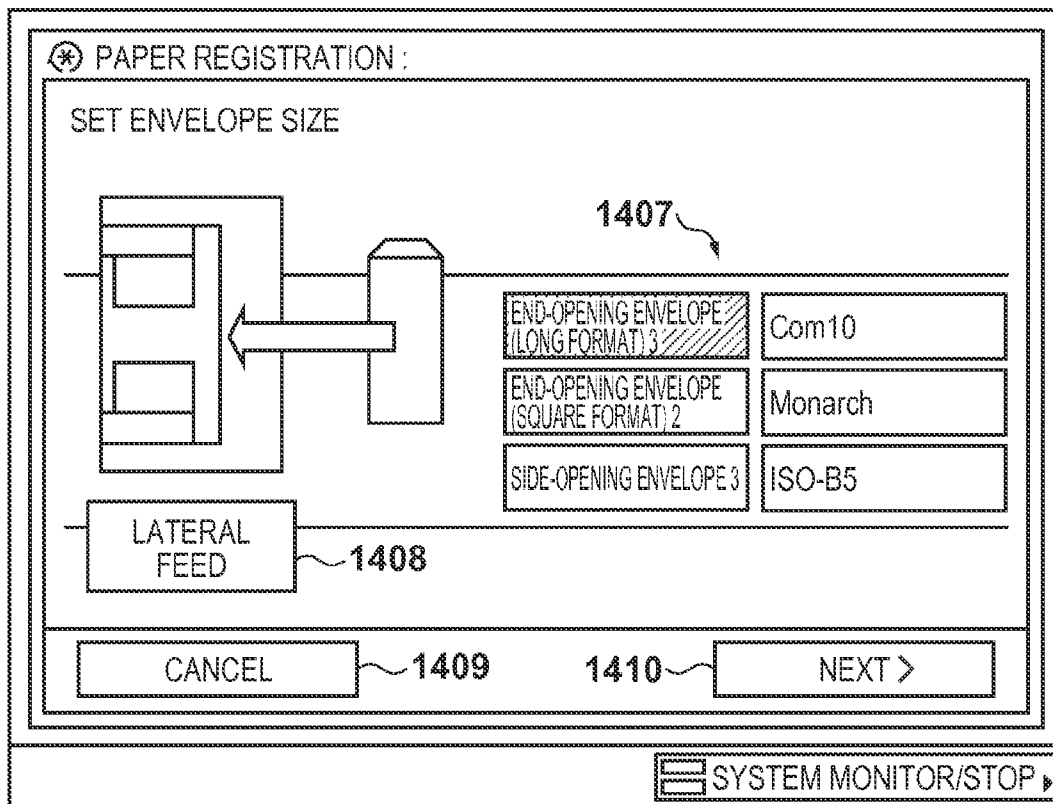 PAPER REGISTRATION :
SET ENVELOPE SIZE
1407
END-OPENING ENVELOPE
(LONG FORMAT) 3
Com10
END-OPENING ENVELOPE
(SQUARE FORMAT) 2
Monarch
SIDE-OPENING ENVELOPE 3
ISO-B5
LATERAL
FEED
1408
CANCEL
1409
1410
NEXT >
SYSTEM MONITOR/STOP